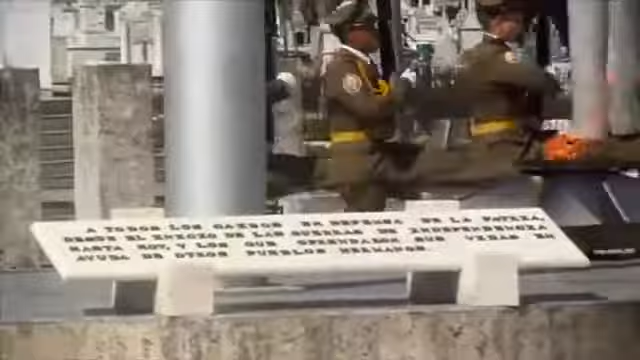 A TODOS LOS CAIDOS EN DEFENSA DE LA PATRIA,
DESDE EL INICIO DE LAS GUERRAS DE INDEPENDENCIA
HASTA HOY, Y LOS QUE OFRENDARON SUS VIDAS EN
AYUDA DE OTROS PUEBLOS HERMANOS